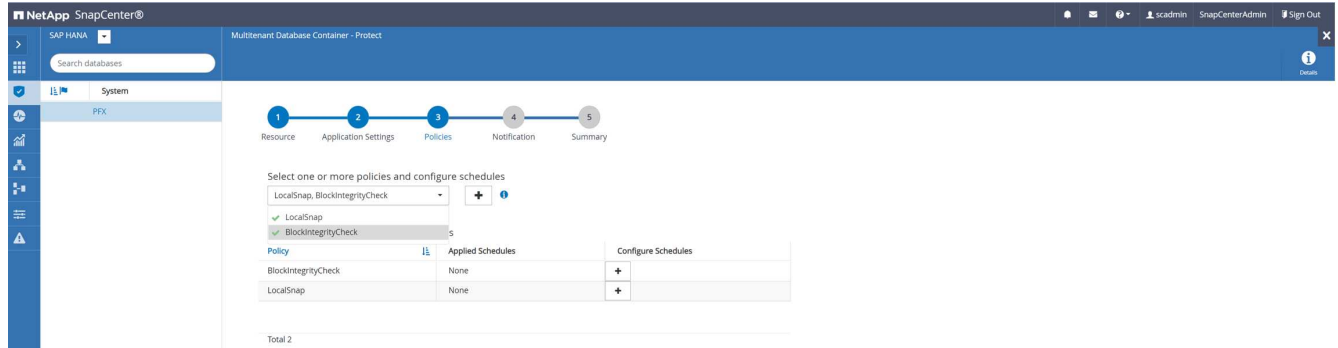 NetApp SnapCenter®
scadmin SnapCenterAdmin Sign Out
SAP HANA
Multitenant Database Container - Protect
Search databases
Details
System
PFX
1 2 3 4 5
Resource Application Settings Policies Notification Summary
Select one or more policies and configure schedules
LocalSnap, BlockIntegrityCheck
LocalSnap
BlockIntegrityCheck
s
Policy Applied Schedules Configure Schedules
BlockIntegrityCheck None
LocalSnap None
Total 2